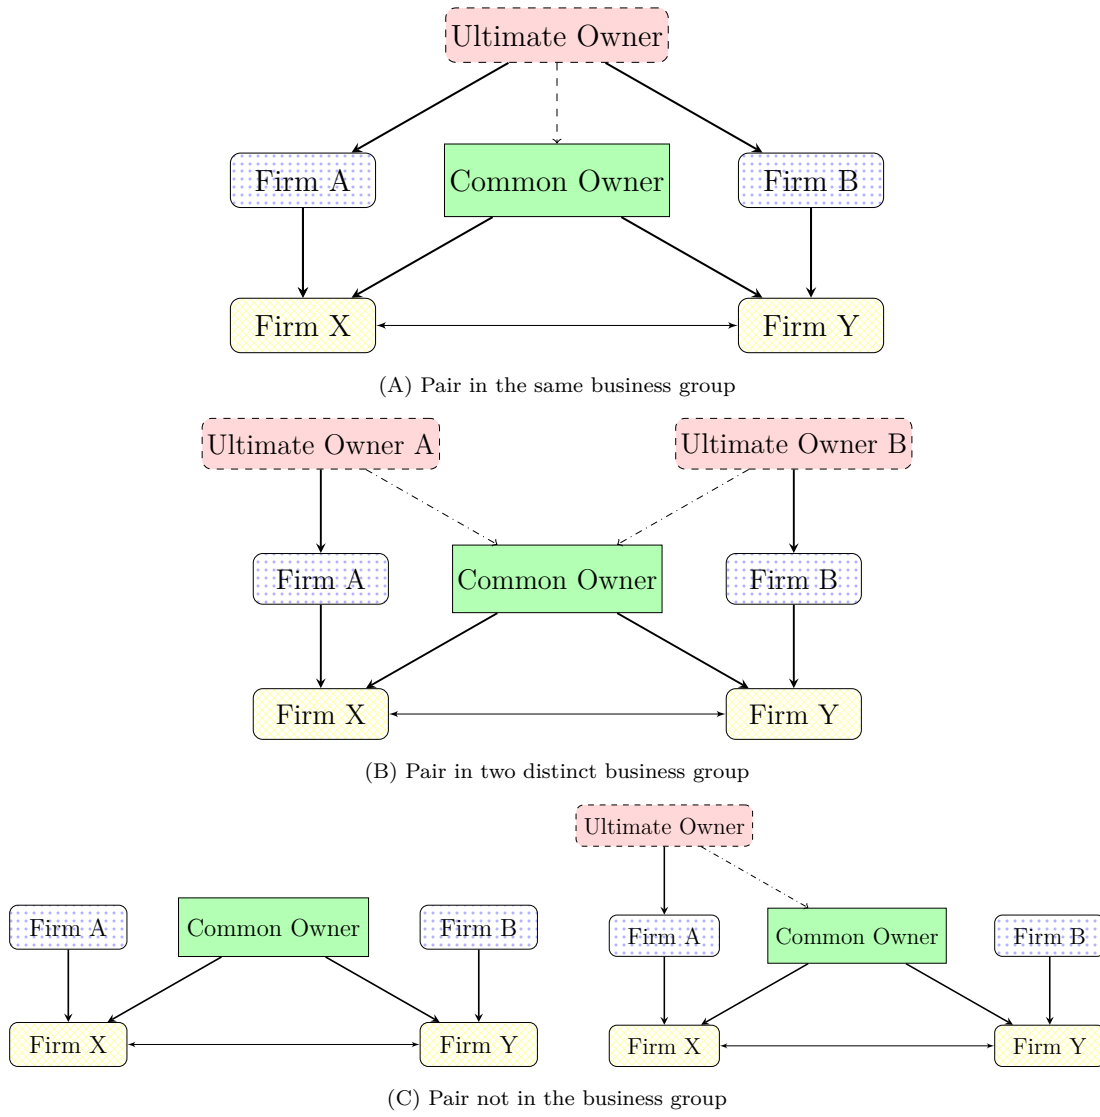 Ultimate Owner
Firm A
Common Owner
Firm B
Firm X
Firm Y
(A) Pair in the same business group
Ultimate Owner A
Ultimate Owner B
Firm A
Common Owner
Firm B
Firm X
Firm Y
(B) Pair in two distinct business group
Firm A
Common Owner
Firm B
Firm X
Firm Y
Ultimate Owner
Firm A
Common Owner
Firm B
Firm X
Firm Y
(C) Pair not in the business group